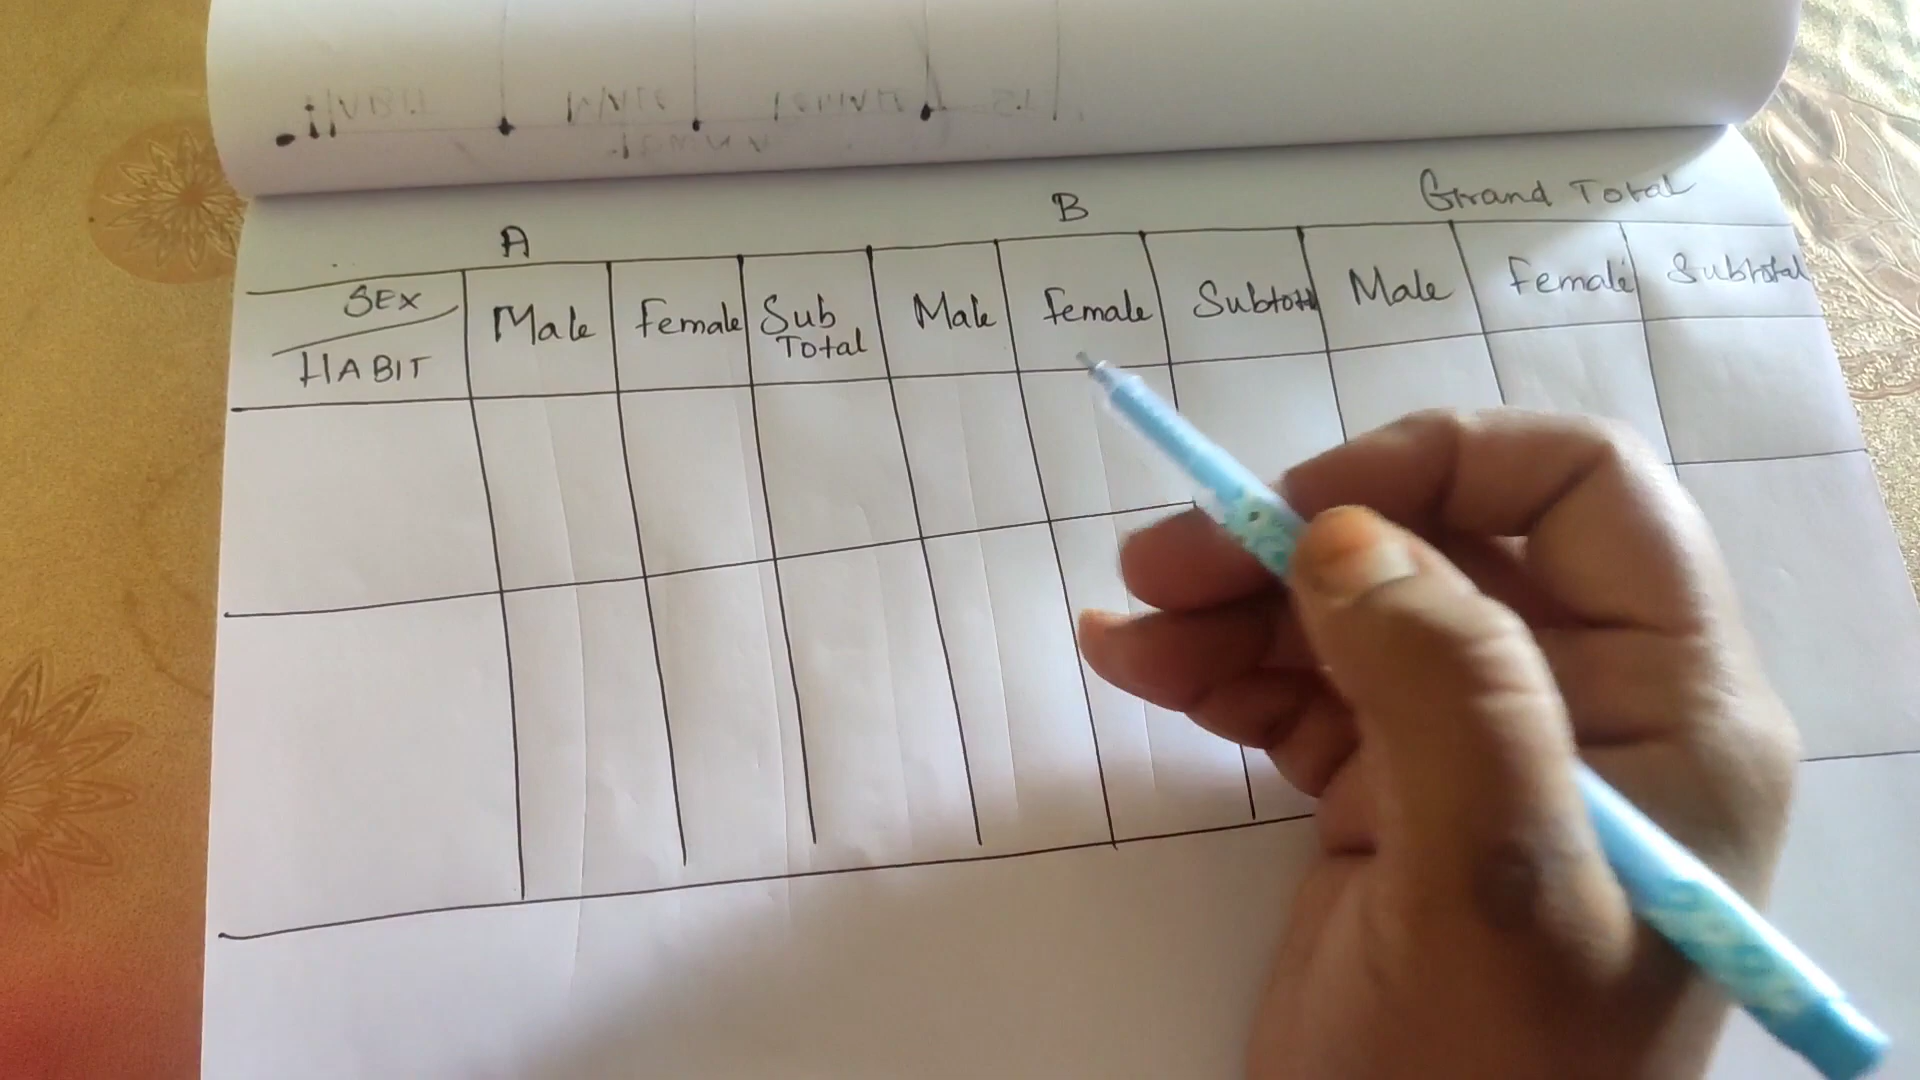 A B Grand Total
SEX
HABIT
Male Female Sub Total Male Female Subtotal Male Female Subtotal